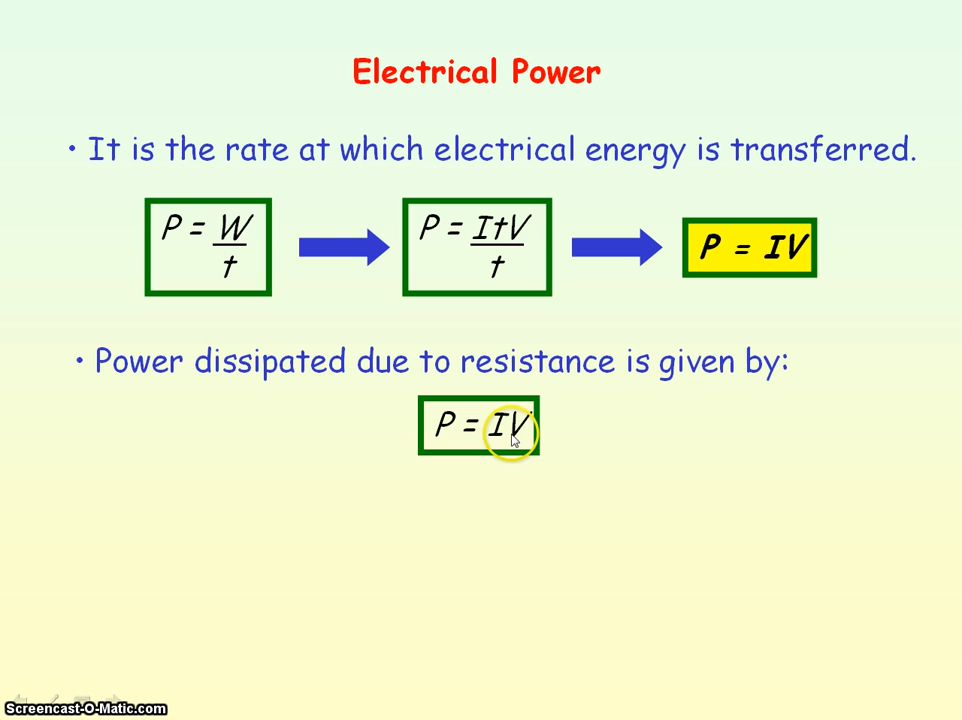 Electrical Power
• It is the rate at which electrical energy is transferred.
P = W
t
P = ItV
t
P = IV
• Power dissipated due to resistance is given by:
P = IV
Screencast-O-Matic.com